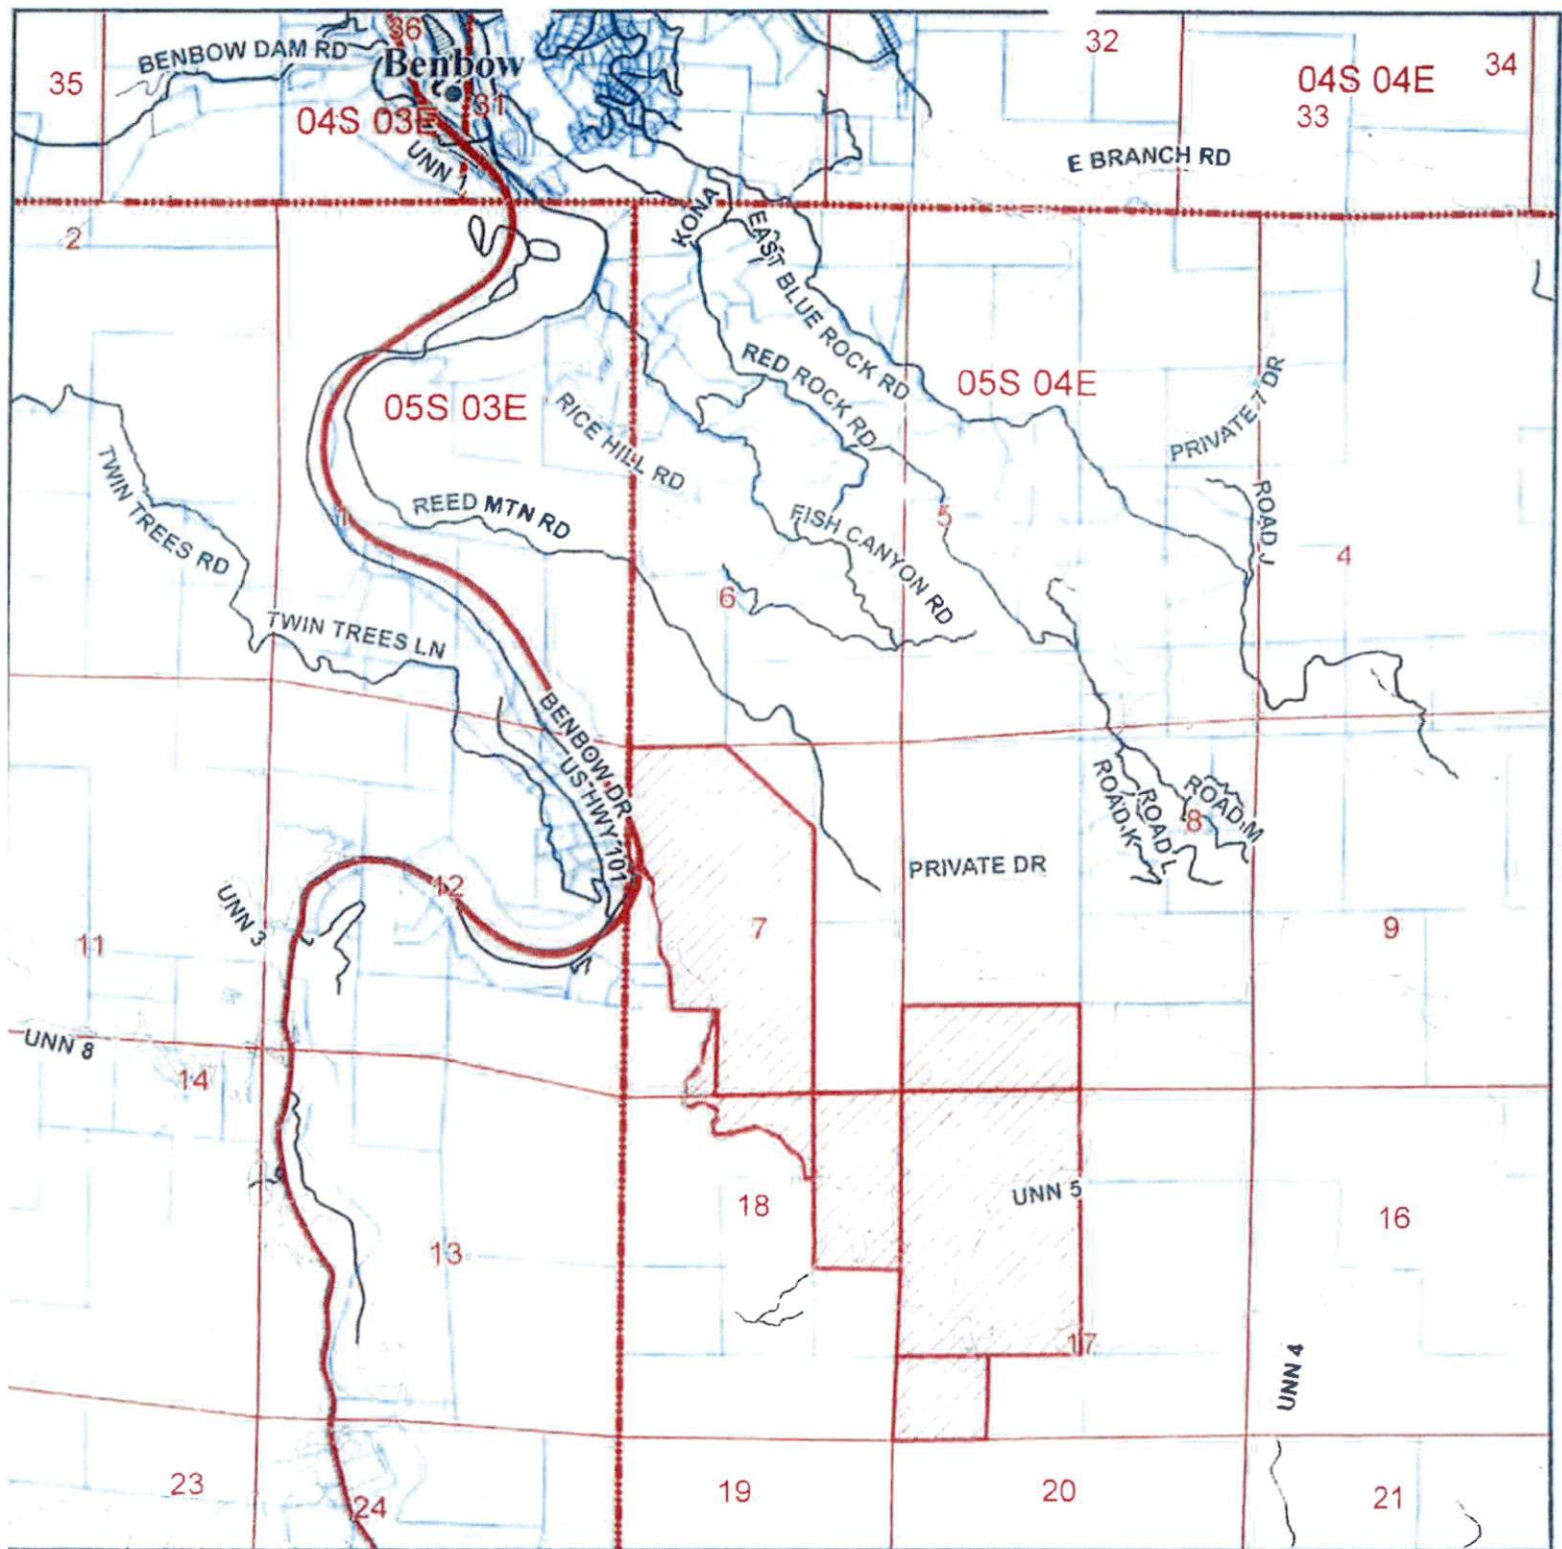 36
32
BENBOW DAM RD
Benbow
34
35
04S 04E
31
33
04S 03E
UNN 1
E BRANCH RD
KONA
2
EAST BLUE ROCK RD
RED ROCK RD
05S 04E
05S 03E
PRIVATE 7 DR
RICE HILL RD
TWIN TREES RD
REED MTN RD
1
5
FISH CANYON RD
ROAD J
4
6
TWIN TREES LN
BENBOW DR
US HWY 101
ROAD K
ROAD L
ROAD M
8
PRIVATE DR
12
UNN 3
7
9
11
UNN 8
14
18
UNN 5
16
13
17
UNN 4
23
24
19
20
21